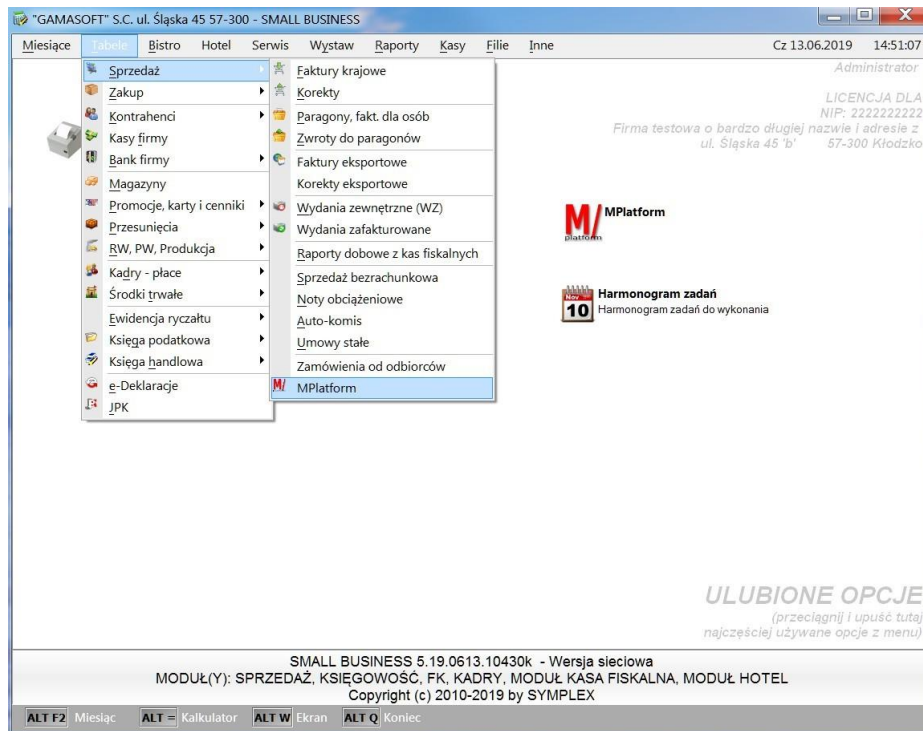 "GAMASOFT" S.C. ul. Śląska 45 57-300 - SMALL BUSINESS
Miesiące Tabele Bistro Hotel Serwis Wystaw Raporty Kasy Filie Inne Cz 13.06.2019 14:51:07
Administrator
LICENCJA DLA
NIP: 2222222222
Firma testowa o bardzo długiej nazwie i adresie z
ul. Śląska 45 'b' 57-300 Kłodzko
Sprzedaż
Zakup
Kontrahenci
Kasy firmy
Bank firmy
Magazyny
Promocje, karty i cenniki
Przesunięcia
RW, PW, Produkcja
Kadry - płace
Środki trwałe
Ewidencja ryczałtu
Księga podatkowa
Księga handlowa
e-Deklaracje
JPK
Faktury krajowe
Korekty
Paragony, fakt. dla osób
Zwroty do paragonów
Faktury eksportowe
Korekty eksportowe
Wydania zewnętrzne (WZ)
Wydania zafakturowane
Raporty dobowe z kas fiskalnych
Sprzedaż bezrachunkowa
Noty obciążeniowe
Auto-komis
Umowy stałe
Zamówienia od odbiorców
M/ MPlatform
M/ MPlatform
platform
Nov
10
Harmonogram zadań
Harmonogram zadań do wykonania
ULUBIONE OPCJE
(przeciągnij i upuść tutaj
najczęściej używane opcje z menu)
SMALL BUSINESS 5.19.0613.10430k - Wersja sieciowa
MODUŁ(Y): SPRZEDAŻ, KSIĘGOWOŚĆ, FK, KADRY, MODUŁ KASA FISKALNA, MODUŁ HOTEL
Copyright (c) 2010-2019 by SYMPLEX
ALT F2 Miesiąc ALT = Kalkulator ALT W Ekran ALT Q Koniec